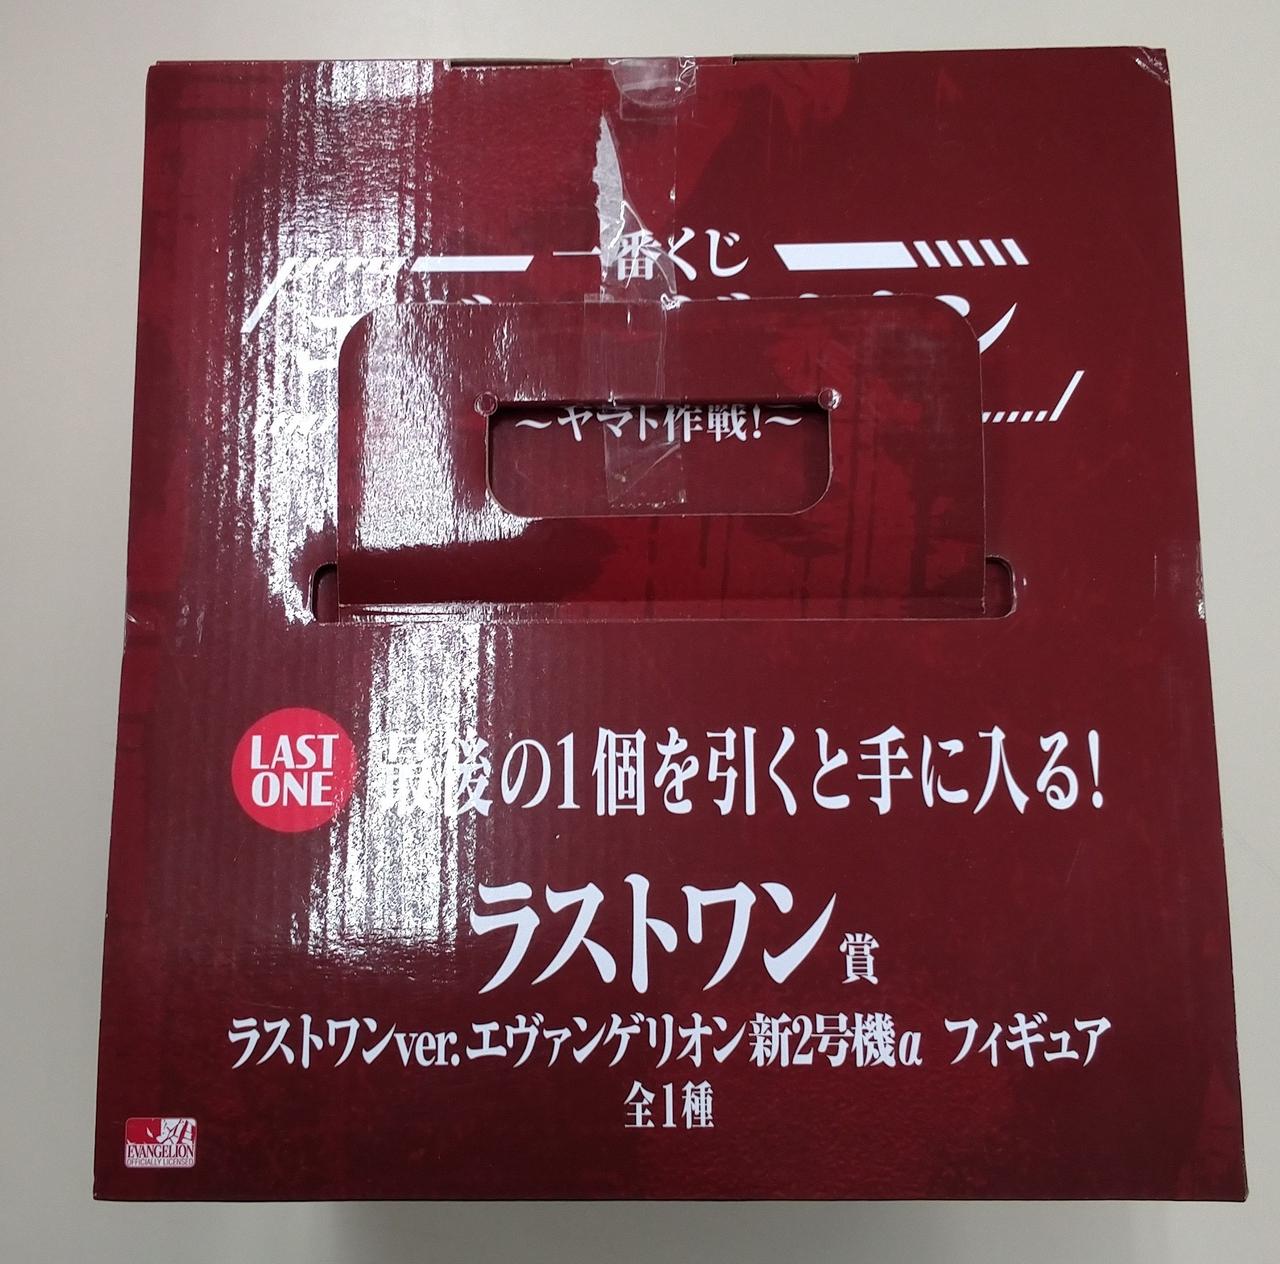 一番くじ
～ヤマト作戦！～
LAST
ONE
最後の1個を引くと手に入る！
ラストワン賞
ラストワンver.エヴァンゲリオン新2号機α フィギュア
全1種
EVANGELION
OFFICIALLY LICENSED